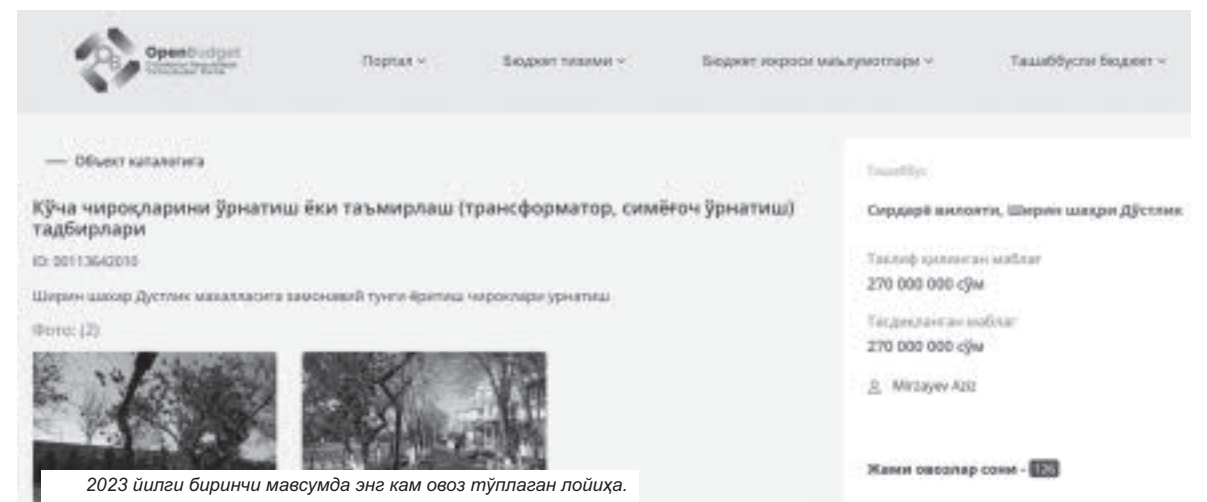 OpenBudget
Портал
Бюджет тизими
Бюджет ижроси маълумотлари
Ташаббусли бюджет
Объект каталогига
Кўча чироқларини ўрнатиш ёки таъмирлаш (трансформатор, симёғоч ўрнатиш)
тадбирлари
ID: 00113642010
Ширин шахар Дустлик махалласига замонавий тунги ёритиш чироклари урнатиш
Фото: (2)
Ташаббус
Сирдарё вилояти, Ширин шаҳри Дўстлик
Таклиф қилинган маблағ
270 000 000 сўм
Тасдиқланган маблағ
270 000 000 сўм
Mirzayev Aziz
Жами овозлар сони - 126
2023 йилги биринчи мавсумда энг кам овоз тўплаган лойиҳа.